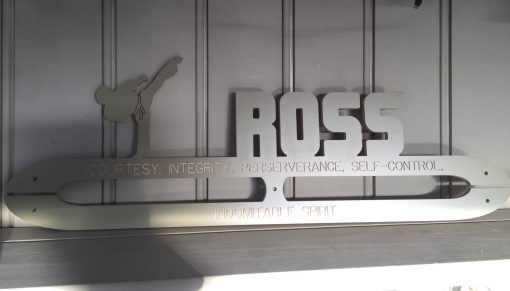 ROSS
COURTESY, INTEGRITY, PERSERVERANCE, SELF-CONTROL,
INDOMITABLE SPIRIT